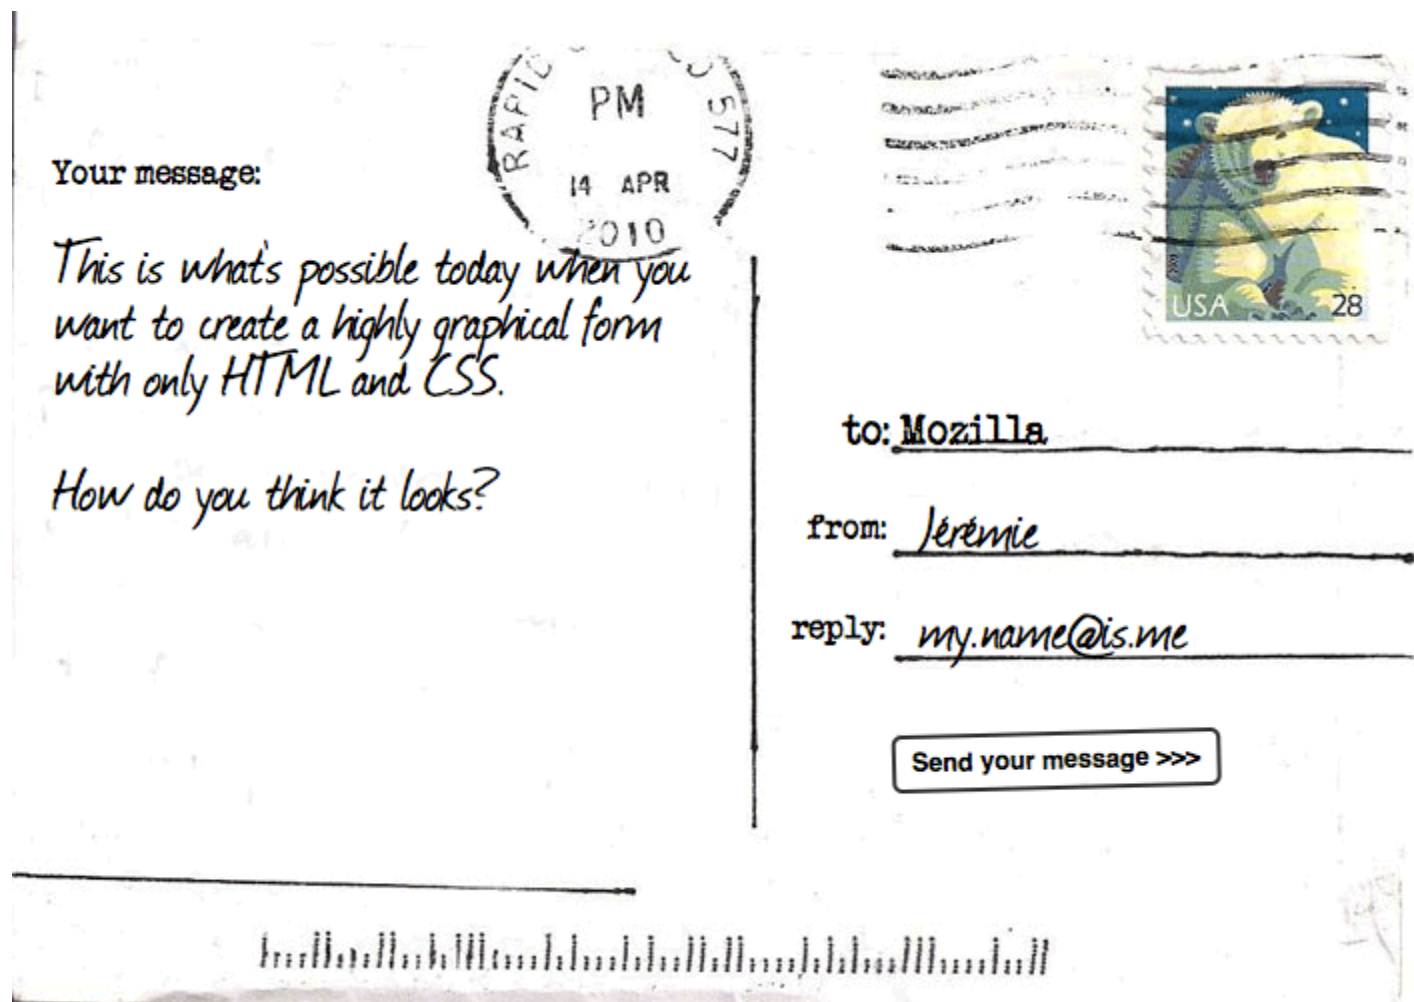 RAPID
577
PM
14 APR
2010
USA
28
Your message:
This is what's possible today when you
want to create a highly graphical form
with only HTML and CSS.
How do you think it looks?
to: Mozilla
from: Jérémie
reply: my.name@is.me
Send your message >>>